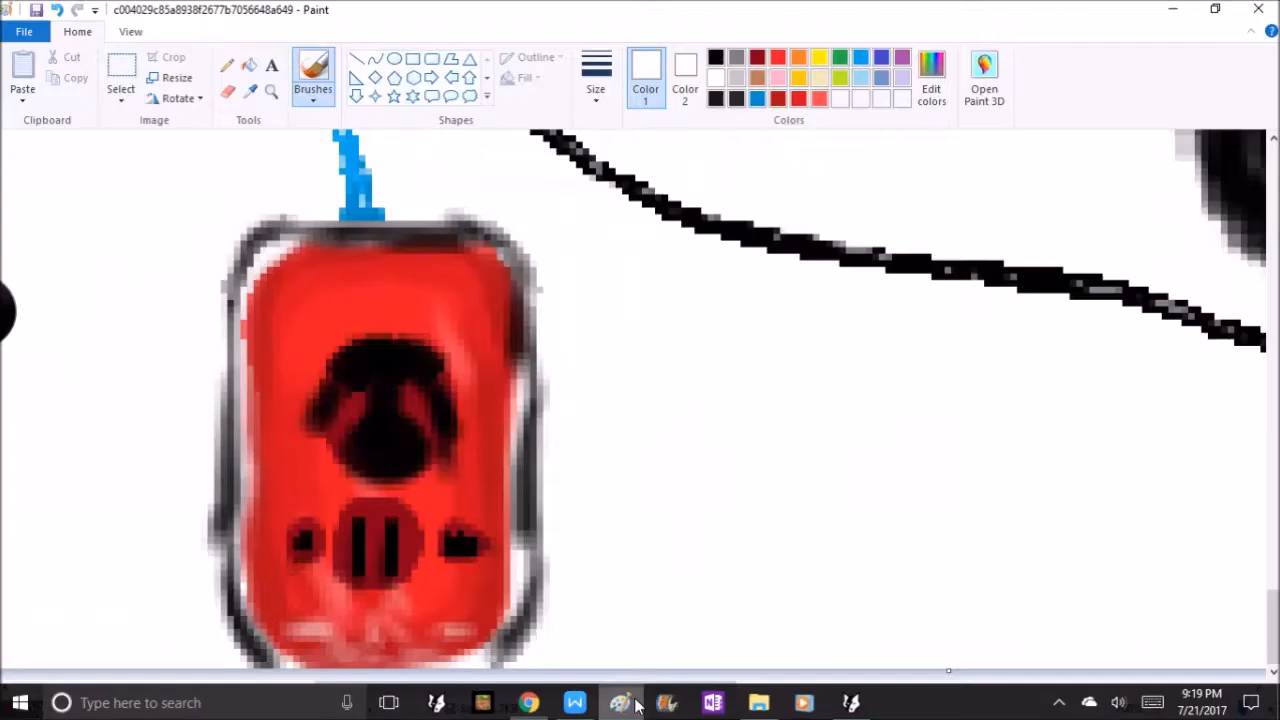 c004029c85a8938f2677b7056648a649 - Paint
File Home View
Paste Cut Copy Clipboard
Select Crop Resize Rotate Image
A Tools
Brushes
Shapes Outline Fill
Size
Color 1 Color 2 Edit colors Colors
Open Paint 3D
Type here to search
W N
9:19 PM
7/21/2017